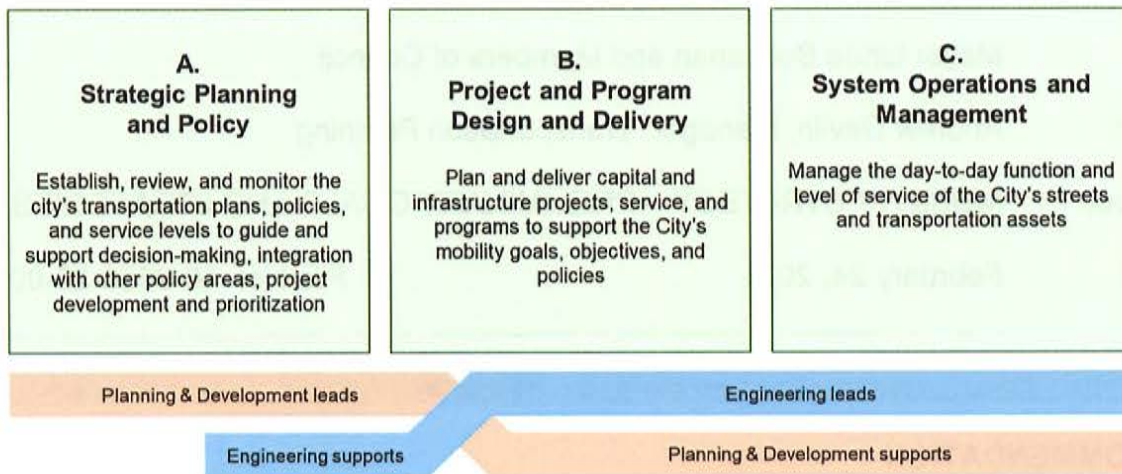 A.
Strategic Planning
and Policy
Establish, review, and monitor the
city's transportation plans, policies,
and service levels to guide and
support decision-making, integration
with other policy areas, project
development and prioritization
B.
Project and Program
Design and Delivery
Plan and deliver capital and
infrastructure projects, service, and
programs to support the City's
mobility goals, objectives, and
policies
C.
System Operations and
Management
Manage the day-to-day function and
level of service of the City's streets
and transportation assets
Planning & Development leads
Engineering leads
Engineering supports
Planning & Development supports